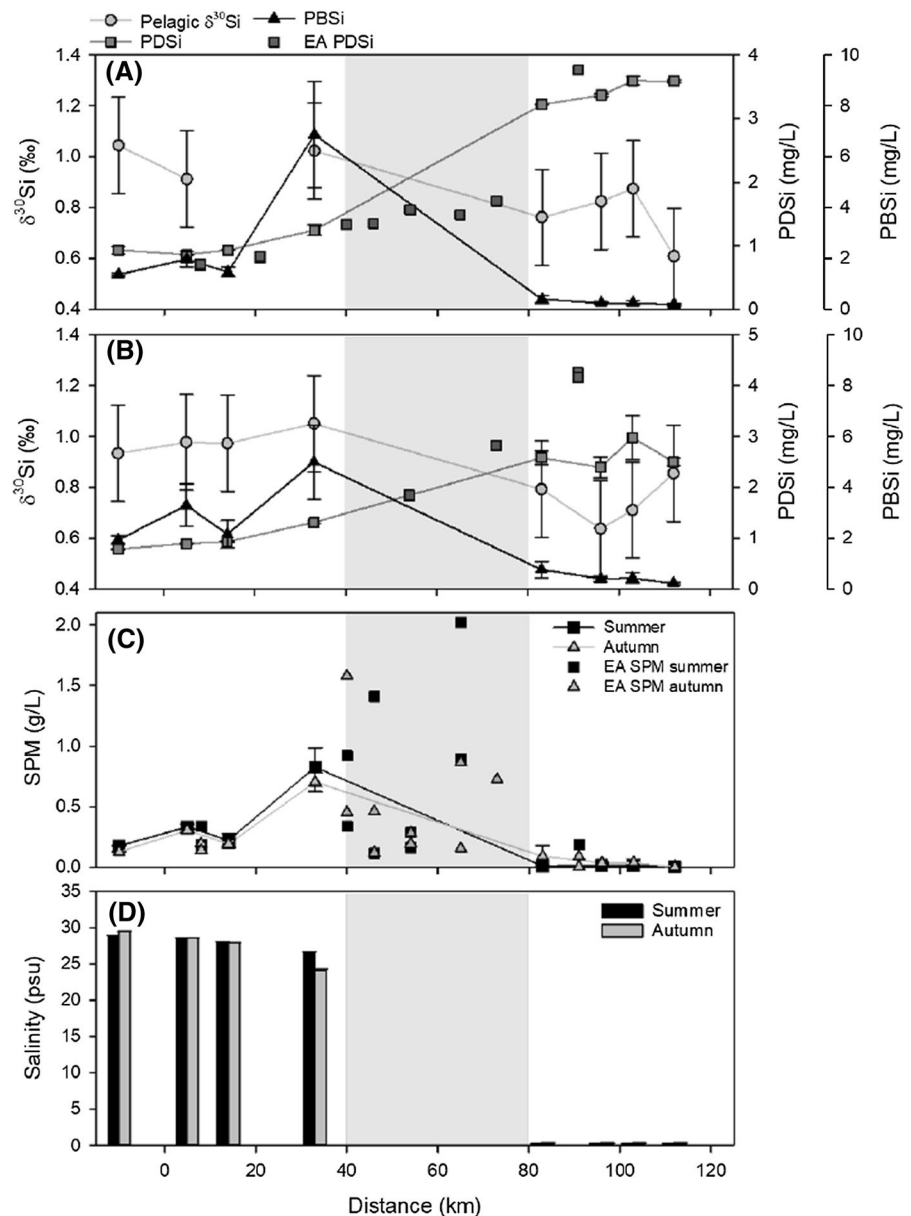 Pelagic δ³⁰Si
PBSi
PDSi
EA PDSi
(A)
1.4
1.2
1.0
0.8
0.6
0.4
δ³⁰Si (‰)
4
3
2
1
0
PDSi (mg/L)
10
8
6
4
2
0
PBSi (mg/L)
(B)
1.4
1.2
1.0
0.8
0.6
0.4
δ³⁰Si (‰)
5
4
3
2
1
0
PDSi (mg/L)
10
8
6
4
2
0
PBSi (mg/L)
(C)
2.0
1.5
1.0
0.5
0.0
SPM (g/L)
Summer
Autumn
EA SPM summer
EA SPM autumn
(D)
35
30
25
20
15
10
5
0
Salinity (psu)
Summer
Autumn
0 20 40 60 80 100 120
Distance (km)